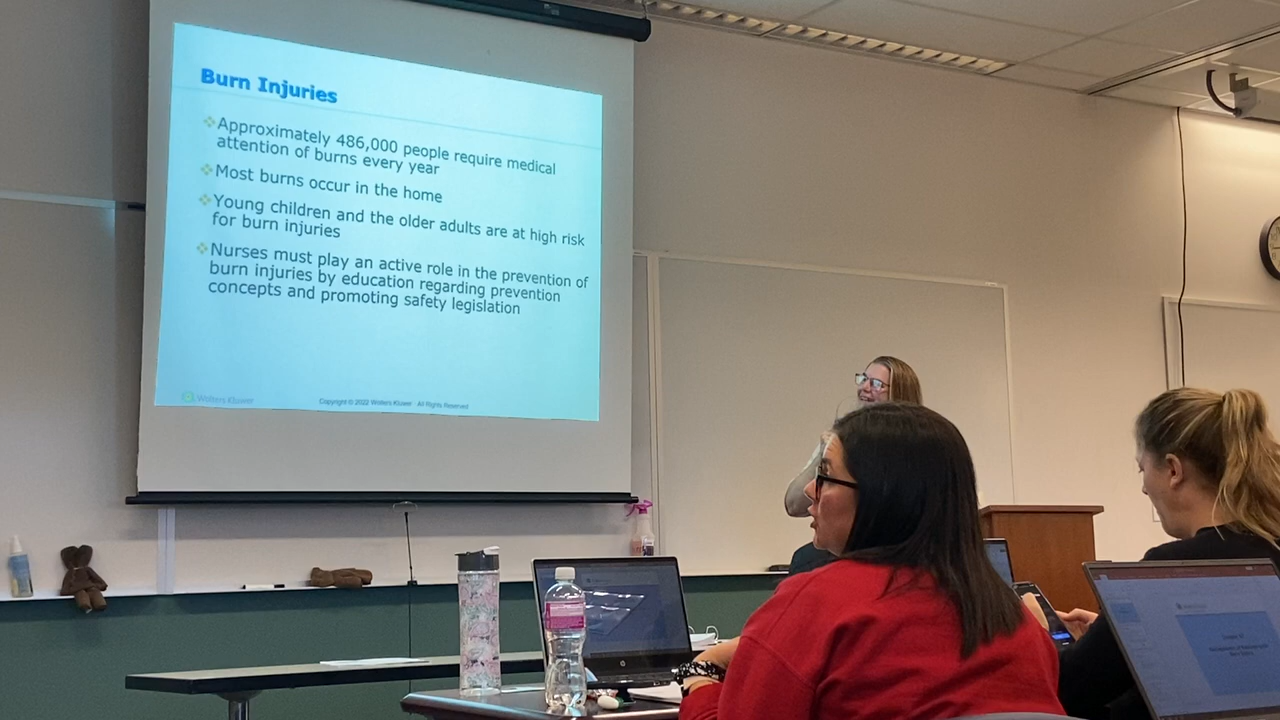 Burn Injuries
Approximately 486,000 people require medical
attention of burns every year
Most burns occur in the home
Young children and the older adults are at high risk
for burn injuries
Nurses must play an active role in the prevention of
burn injuries by education regarding prevention
concepts and promoting safety legislation
Wolters Kluwer
Copyright © 2022 Wolters Kluwer · All Rights Reserved
hp